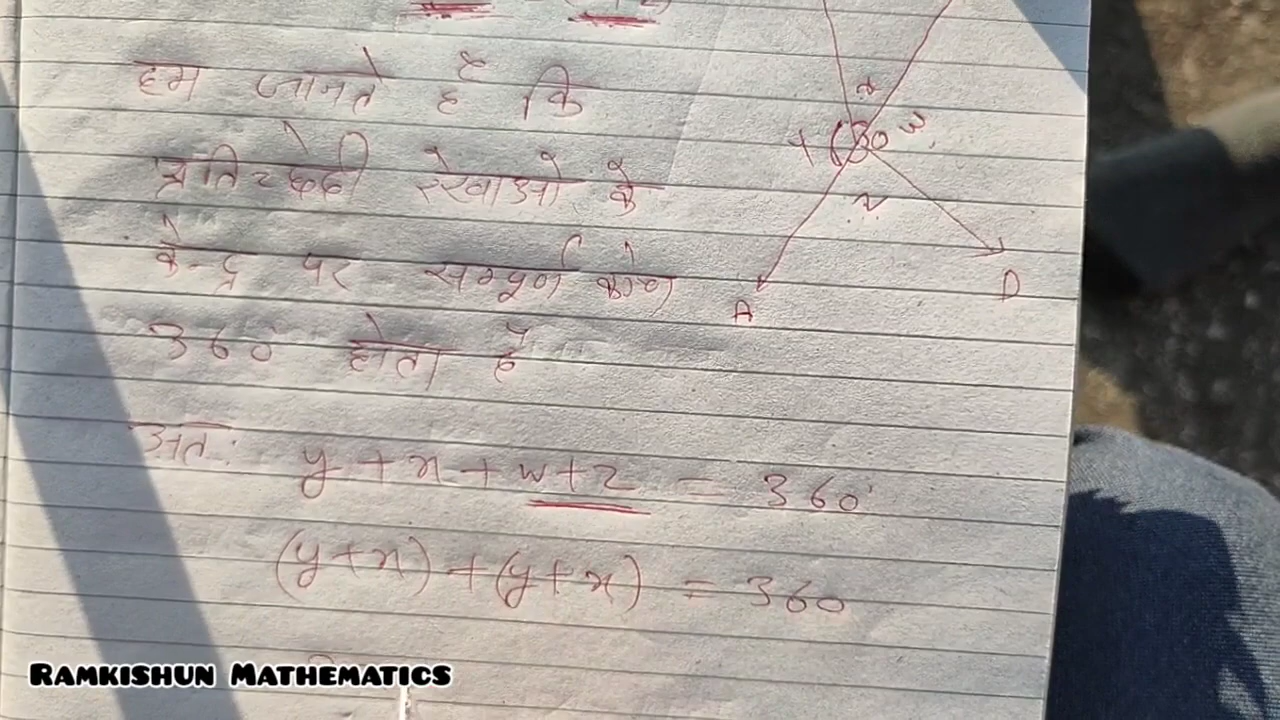 हम जानते है कि
प्रतिच्छेदी रेखाओ के
केन्द्र पर सम्पूर्ण कोण
360° होता है
अतः y + x + w + z = 360°
(y + x) + (y + x) = 360
A
D
RAMKISHUN MATHEMATICS